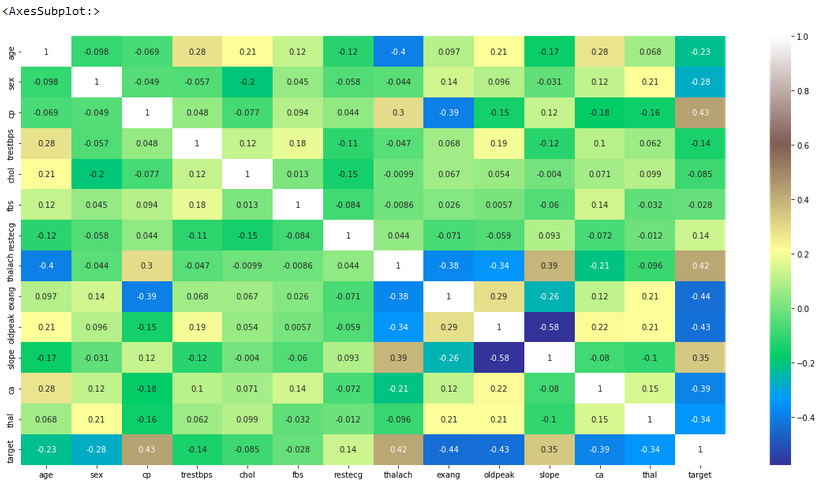 <AxesSubplot:>
age 1 -0.098 -0.069 0.28 0.21 0.12 -0.12 -0.4 0.097 0.21 -0.17 0.28 0.068 -0.23
sex -0.098 1 -0.049 -0.057 -0.2 0.045 -0.058 -0.044 0.14 0.096 -0.031 0.12 0.21 -0.28
cp -0.069 -0.049 1 0.048 -0.077 0.094 0.044 0.3 -0.39 -0.15 0.12 -0.18 -0.16 0.43
trestbps 0.28 -0.057 0.048 1 0.12 0.18 -0.11 -0.047 0.068 0.19 -0.12 0.1 0.062 -0.14
chol 0.21 -0.2 -0.077 0.12 1 0.013 -0.15 -0.0099 0.067 0.054 -0.004 0.071 0.099 -0.085
fbs 0.12 0.045 0.094 0.18 0.013 1 -0.084 -0.0086 0.026 0.0057 -0.06 0.14 -0.032 -0.028
restecg -0.12 -0.058 0.044 -0.11 -0.15 -0.084 1 0.044 -0.071 -0.059 0.093 -0.072 -0.012 0.14
thalach -0.4 -0.044 0.3 -0.047 -0.0099 -0.0086 0.044 1 -0.38 -0.34 0.39 -0.21 -0.096 0.42
exang 0.097 0.14 -0.39 0.068 0.067 0.026 -0.071 -0.38 1 0.29 -0.26 0.12 0.21 -0.44
oldpeak 0.21 0.096 -0.15 0.19 0.054 0.0057 -0.059 -0.34 0.29 1 -0.58 0.22 0.21 -0.43
slope -0.17 -0.031 0.12 -0.12 -0.004 -0.06 0.093 0.39 -0.26 -0.58 1 -0.08 -0.1 0.35
ca 0.28 0.12 -0.18 0.1 0.071 0.14 -0.072 -0.21 0.12 0.22 -0.08 1 0.15 -0.39
thal 0.068 0.21 -0.16 0.062 0.099 -0.032 -0.012 -0.096 0.21 0.21 -0.1 0.15 1 -0.34
target -0.23 -0.28 0.43 -0.14 -0.085 -0.028 0.14 0.42 -0.44 -0.43 0.35 -0.39 -0.34 1
age sex cp trestbps chol fbs restecg thalach exang oldpeak slope ca thal target
1.0
0.8
0.6
0.4
0.2
0.0
−0.2
−0.4